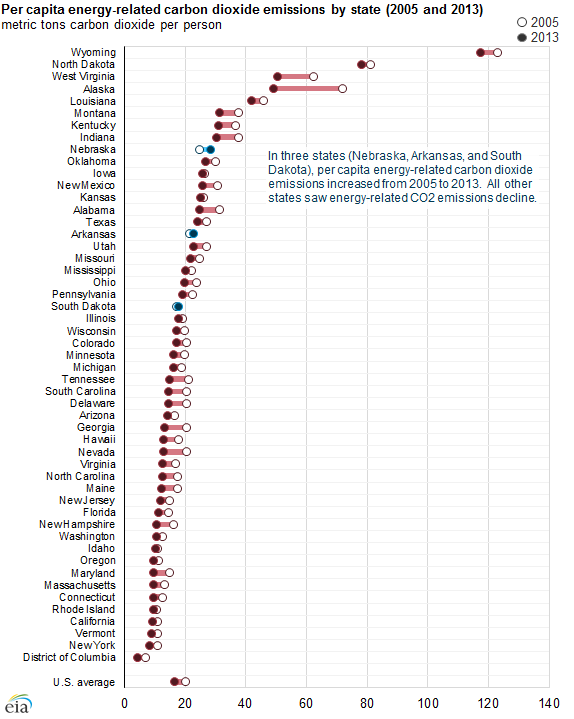 Per capita energy-related carbon dioxide emissions by state (2005 and 2013)
metric tons carbon dioxide per person
2005
2013
Wyoming
North Dakota
West Virginia
Alaska
Louisiana
Montana
Kentucky
Indiana
Nebraska
Oklahoma
Iowa
New Mexico
Kansas
Alabama
Texas
Arkansas
Utah
Missouri
Mississippi
Ohio
Pennsylvania
South Dakota
Illinois
Wisconsin
Colorado
Minnesota
Michigan
Tennessee
South Carolina
Delaware
Arizona
Georgia
Hawaii
Nevada
Virginia
North Carolina
Maine
New Jersey
Florida
New Hampshire
Washington
Idaho
Oregon
Maryland
Massachusetts
Connecticut
Rhode Island
California
Vermont
New York
District of Columbia
U.S. average
In three states (Nebraska, Arkansas, and South
Dakota), per capita energy-related carbon dioxide
emissions increased from 2005 to 2013. All other
states saw energy-related CO2 emissions decline.
0 20 40 60 80 100 120 140
eia